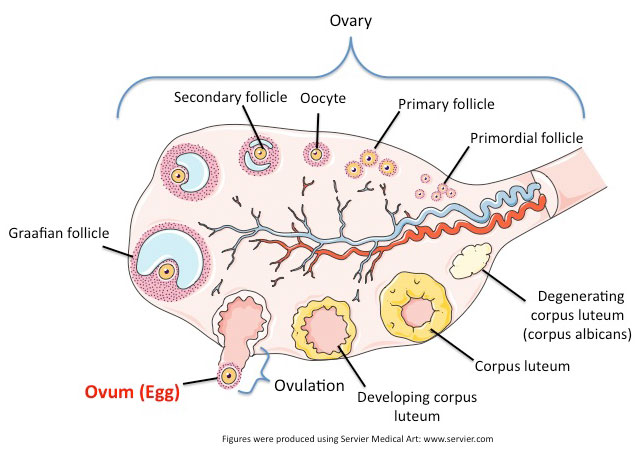 Ovary
Secondary follicle
Oocyte
Primary follicle
Primordial follicle
Graafian follicle
Degenerating
corpus luteum
(corpus albicans)
Corpus luteum
Ovum (Egg)
Ovulation
Developing corpus
luteum
Figures were produced using Servier Medical Art: www.servier.com